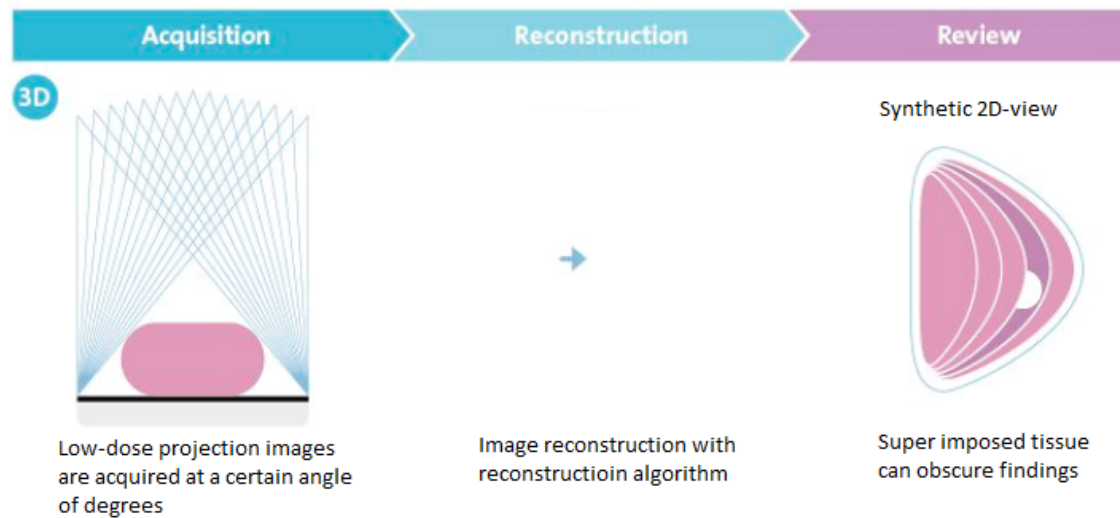 Acquisition
Reconstruction
Review
3D
Synthetic 2D-view
Low-dose projection images
are acquired at a certain angle
of degrees
Image reconstruction with
reconstructioin algorithm
Super imposed tissue
can obscure findings